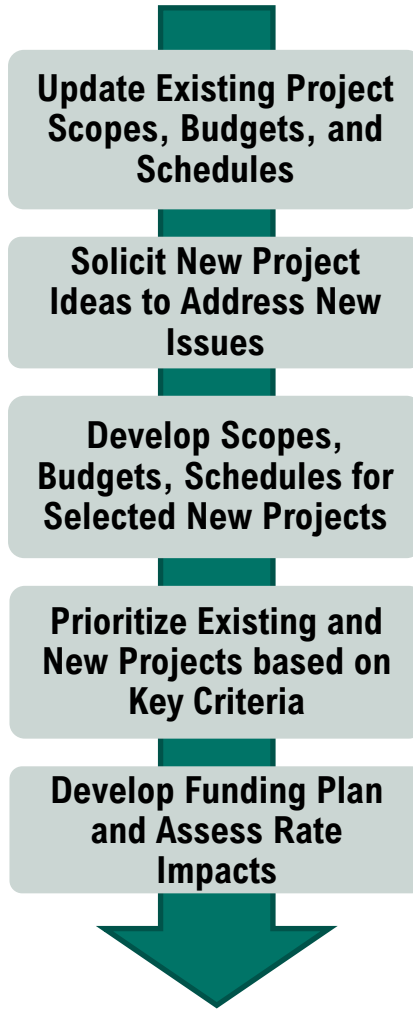 Update Existing Project
Scopes, Budgets, and
Schedules
Solicit New Project
Ideas to Address New
Issues
Develop Scopes,
Budgets, Schedules for
Selected New Projects
Prioritize Existing and
New Projects based on
Key Criteria
Develop Funding Plan
and Assess Rate
Impacts